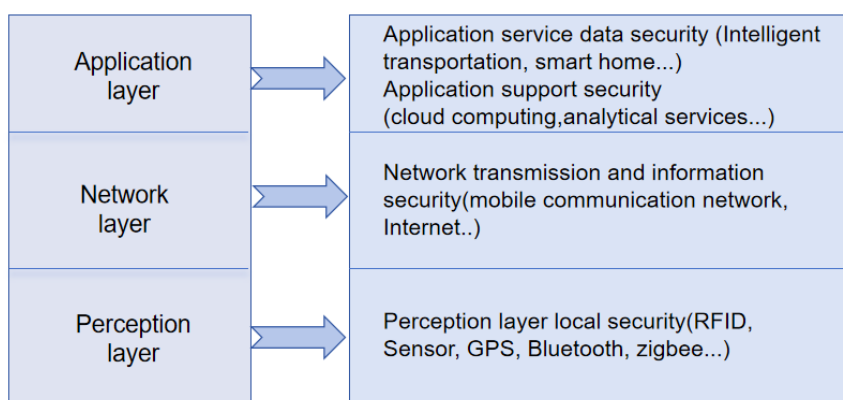 Application
layer
Application service data security (Intelligent
transportation, smart home...)
Application support security
(cloud computing,analytical services...)
Network
layer
Network transmission and information
security(mobile communication network,
Internet..)
Perception
layer
Perception layer local security(RFID,
Sensor, GPS, Bluetooth, zigbee...)